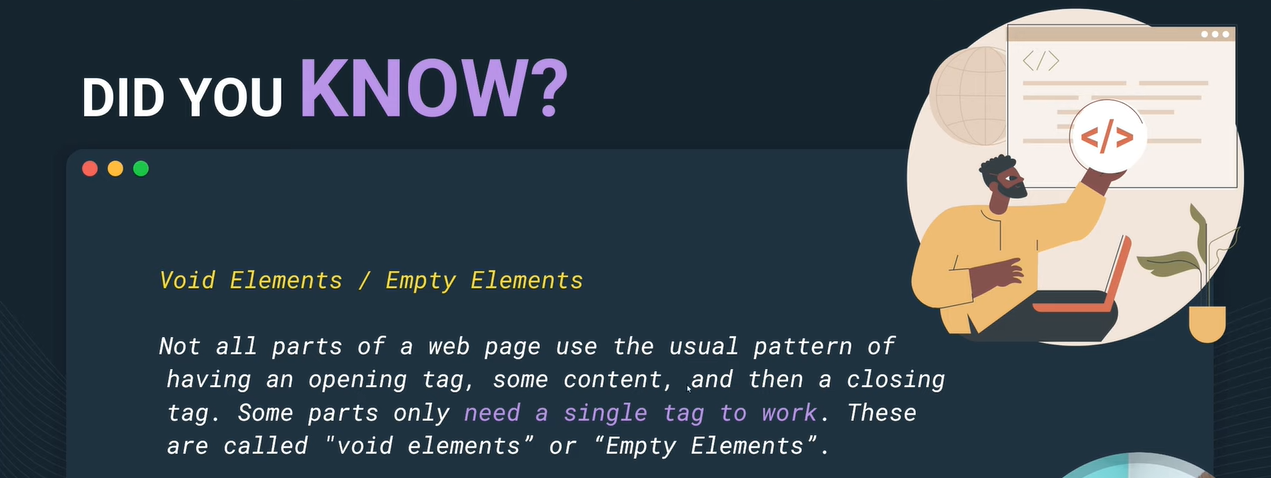 DID YOU KNOW?
</>
</>
Void Elements / Empty Elements
Not all parts of a web page use the usual pattern of
having an opening tag, some content, and then a closing
tag. Some parts only need a single tag to work. These
are called "void elements” or “Empty Elements”.